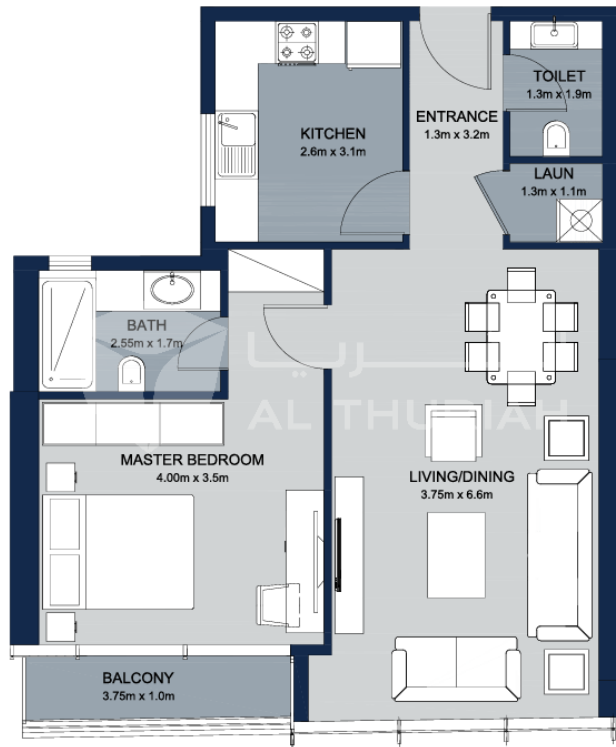 TOILET
1.3m x 1.9m
ENTRANCE
1.3m x 3.2m
KITCHEN
2.6m x 3.1m
LAUN
1.3m x 1.1m
BATH
2.55m x 1.7m
AL THURIAH
MASTER BEDROOM
4.00m x 3.5m
LIVING/DINING
3.75m x 6.6m
BALCONY
3.75m x 1.0m